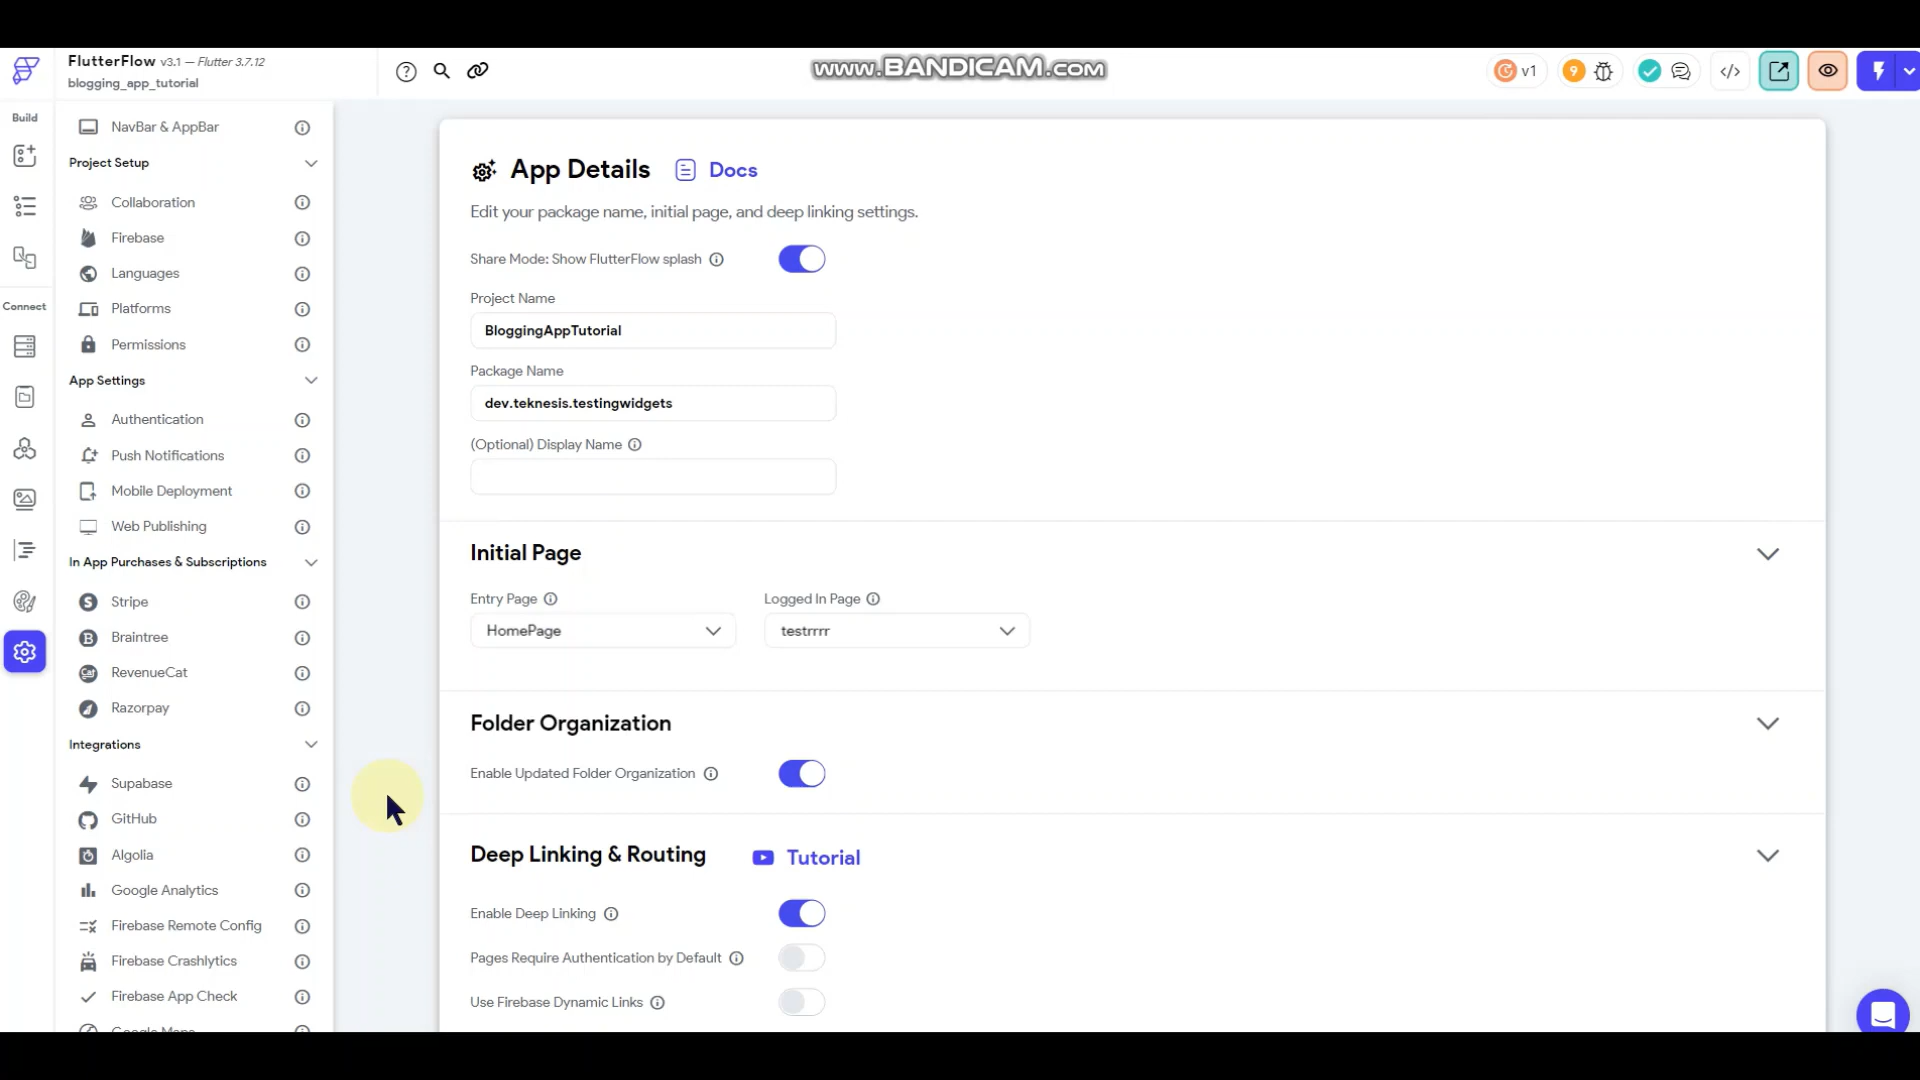 FlutterFlow v3.1 — Flutter 3.7.12
blogging_app_tutorial
www.BANDICAM.com
v1
9
Build
Connect
NavBar & AppBar
Project Setup
Collaboration
Firebase
Languages
Platforms
Permissions
App Settings
Authentication
Push Notifications
Mobile Deployment
Web Publishing
In App Purchases & Subscriptions
Stripe
Braintree
RevenueCat
Razorpay
Integrations
Supabase
GitHub
Algolia
Google Analytics
Firebase Remote Config
Firebase Crashlytics
Firebase App Check
Google Maps
App Details
Docs
Edit your package name, initial page, and deep linking settings.
Share Mode: Show FlutterFlow splash
Project Name
BloggingAppTutorial
Package Name
dev.teknesis.testingwidgets
(Optional) Display Name
Initial Page
Entry Page
Logged In Page
HomePage
testrrrr
Folder Organization
Enable Updated Folder Organization
Deep Linking & Routing
Tutorial
Enable Deep Linking
Pages Require Authentication by Default
Use Firebase Dynamic Links